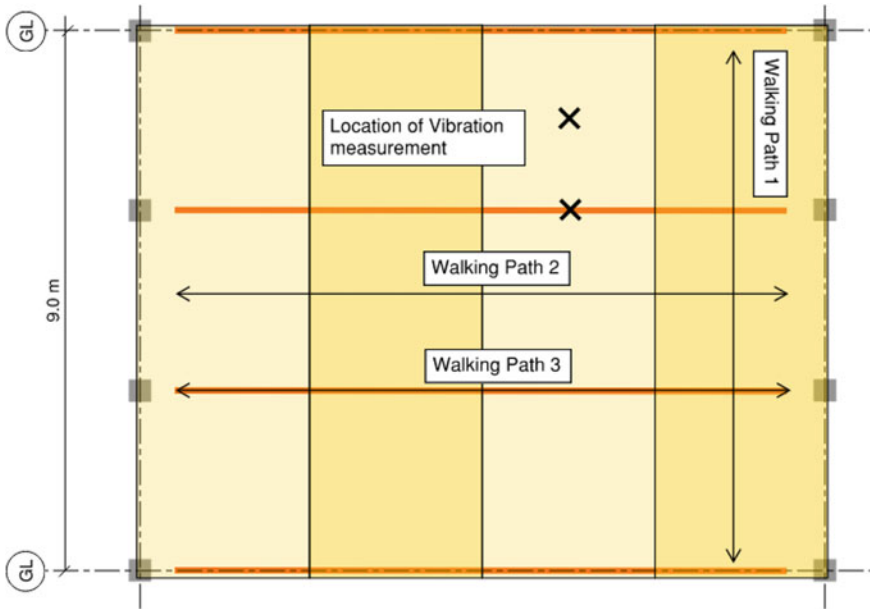 GL
Location of Vibration
measurement
Walking Path 1
Walking Path 2
9.0 m
Walking Path 3
GL